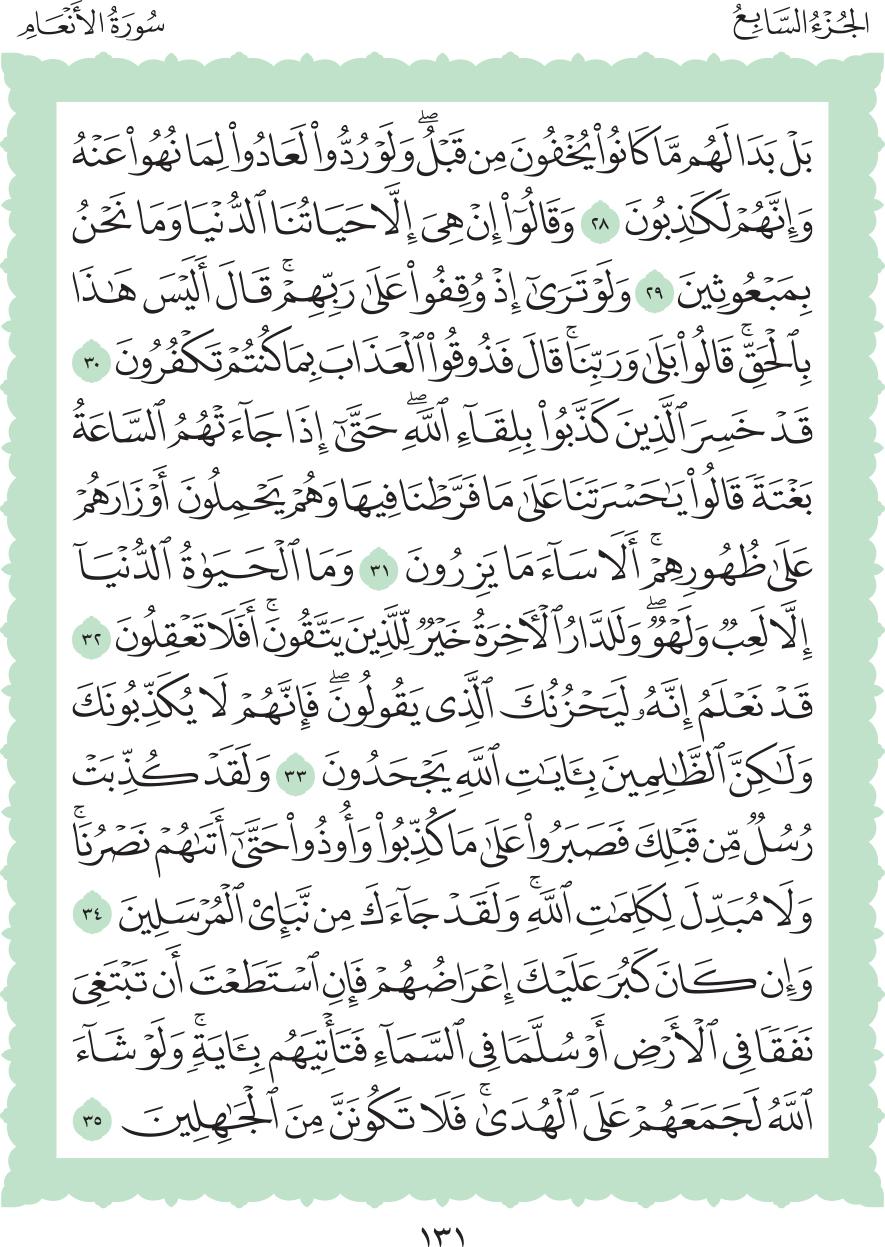 الجُزْءُ السَّابِعُ
سُورَةُ الأَنْعَامِ
بَلْ بَدَا لَهُم مَّا كَانُوا۟ يُخْفُونَ مِن قَبْلُ ۖ وَلَوْ رُدُّوا۟ لَعَادُوا۟ لِمَا نُهُوا۟ عَنْهُ
وَإِنَّهُمْ لَكَـٰذِبُونَ ٢٨ وَقَالُوٓا۟ إِنْ هِىَ إِلَّا حَيَاتُنَا ٱلدُّنْيَا وَمَا نَحْنُ
بِمَبْعُوثِينَ ٢٩ وَلَوْ تَرَىٰٓ إِذْ وُقِفُوا۟ عَلَىٰ رَبِّهِمْ ۚ قَالَ أَلَيْسَ هَـٰذَا
بِٱلْحَقِّ ۚ قَالُوا۟ بَلَىٰ وَرَبِّنَا ۚ قَالَ فَذُوقُوا۟ ٱلْعَذَابَ بِمَا كُنتُمْ تَكْفُرُونَ ٣٠
قَدْ خَسِرَ ٱلَّذِينَ كَذَّبُوا۟ بِلِقَآءِ ٱللَّهِ ۖ حَتَّىٰٓ إِذَا جَآءَتْهُمُ ٱلسَّاعَةُ
بَغْتَةً قَالُوا۟ يَـٰحَسْرَتَنَا عَلَىٰ مَا فَرَّطْنَا فِيهَا وَهُمْ يَحْمِلُونَ أَوْزَارَهُمْ
عَلَىٰ ظُهُورِهِمْ ۚ أَلَا سَآءَ مَا يَزِرُونَ ٣١ وَمَا ٱلْحَيَوٰةُ ٱلدُّنْيَآ
إِلَّا لَعِبٌ وَلَهْوٌ ۖ وَلَلدَّارُ ٱلْـَٔاخِرَةُ خَيْرٌ لِّلَّذِينَ يَتَّقُونَ ۚ أَفَلَا تَعْقِلُونَ ٣٢
قَدْ نَعْلَمُ إِنَّهُۥ لَيَحْزُنُكَ ٱلَّذِى يَقُولُونَ ۖ فَإِنَّهُمْ لَا يُكَذِّبُونَكَ
وَلَـٰكِنَّ ٱلظَّـٰلِمِينَ بِـَٔايَـٰتِ ٱللَّهِ يَجْحَدُونَ ٣٣ وَلَقَدْ كُذِّبَتْ
رُسُلٌ مِّن قَبْلِكَ فَصَبَرُوا۟ عَلَىٰ مَا كُذِّبُوا۟ وَأُوذُوا۟ حَتَّىٰٓ أَتَىٰهُمْ نَصْرُنَا ۚ
وَلَا مُبَدِّلَ لِكَلِمَـٰتِ ٱللَّهِ ۚ وَلَقَدْ جَآءَكَ مِن نَّبَإِى۟ ٱلْمُرْسَلِينَ ٣٤
وَإِن كَانَ كَبُرَ عَلَيْكَ إِعْرَاضُهُمْ فَإِنِ ٱسْتَطَعْتَ أَن تَبْتَغِىَ
نَفَقًا فِى ٱلْأَرْضِ أَوْ سُلَّمًا فِى ٱلسَّمَآءِ فَتَأْتِيَهُم بِـَٔايَةٍ ۚ وَلَوْ شَآءَ
ٱللَّهُ لَجَمَعَهُمْ عَلَى ٱلْهُدَىٰ ۚ فَلَا تَكُونَنَّ مِنَ ٱلْجَـٰهِلِينَ ٣٥
١٣١